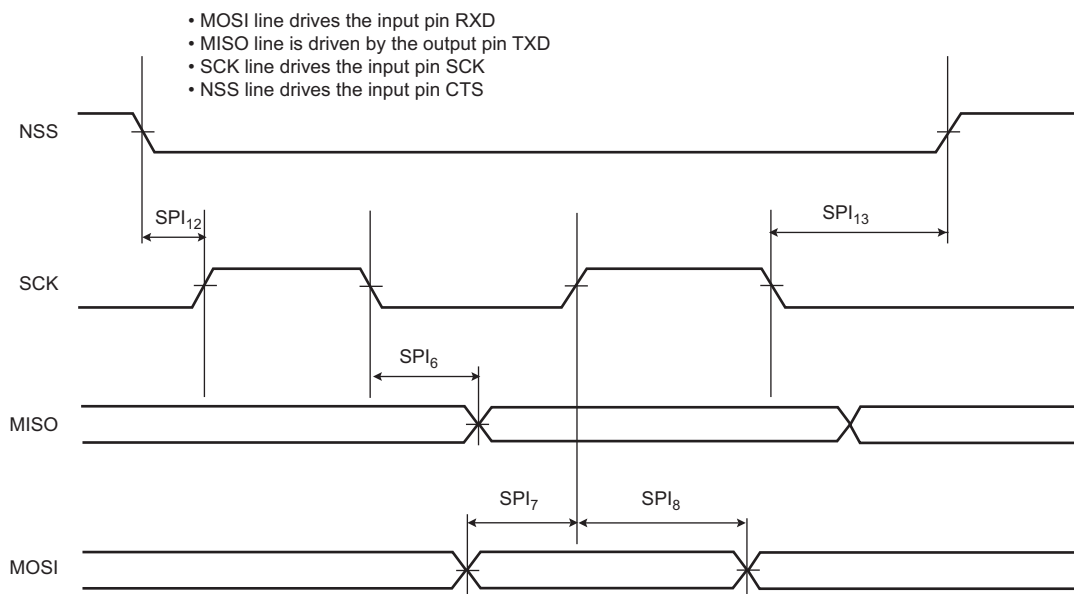 • MOSI line drives the input pin RXD
• MISO line is driven by the output pin TXD
• SCK line drives the input pin SCK
• NSS line drives the input pin CTS
NSS
SPI12
SPI13
SCK
SPI6
MISO
SPI7
SPI8
MOSI